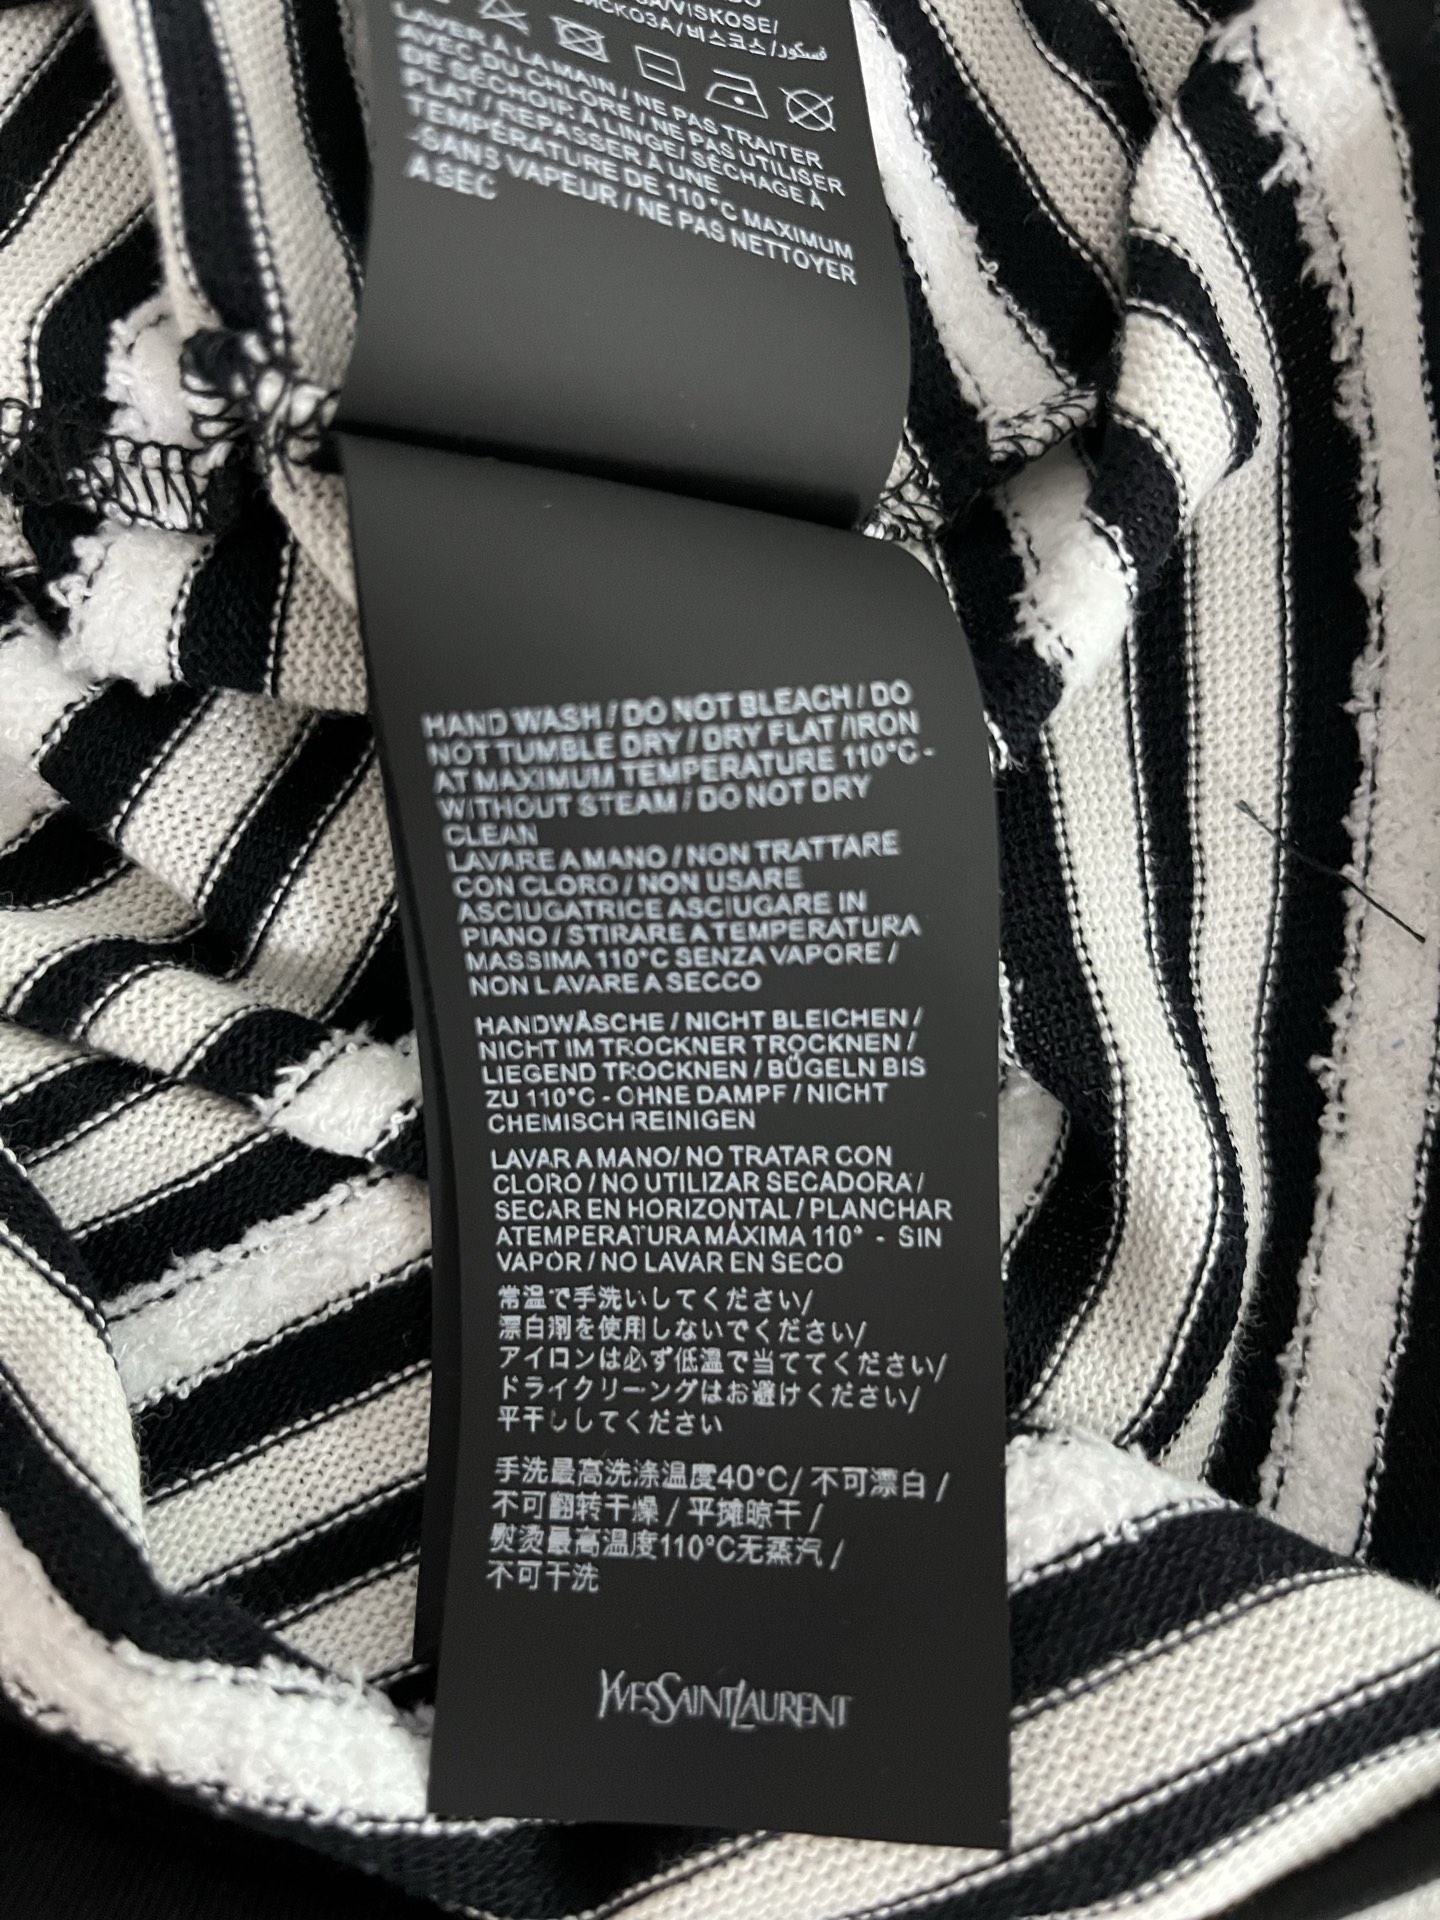 /VISKOSE/
ВИСКОЗА/비스코스/فسكوز/
LAVER À LA MAIN / NE PAS TRAITER
AVEC DU CHLORE / NE PAS UTILISER
DE SÉCHOIR À LINGE/ SÉCHAGE À
PLAT / REPASSER À UNE
TEMPÉRATURE DE 110°C MAXIMUM
-SANS VAPEUR / NE PAS NETTOYER
A SEC
HAND WASH / DO NOT BLEACH / DO
NOT TUMBLE DRY / DRY FLAT /IRON
AT MAXIMUM TEMPERATURE 110°C -
WITHOUT STEAM / DO NOT DRY
CLEAN
LAVARE A MANO / NON TRATTARE
CON CLORO / NON USARE
ASCIUGATRICE ASCIUGARE IN
PIANO / STIRARE A TEMPERATURA
MASSIMA 110°C SENZA VAPORE /
NON LAVARE A SECCO
HANDWÄSCHE / NICHT BLEICHEN /
NICHT IM TROCKNER TROCKNEN /
LIEGEND TROCKNEN / BÜGELN BIS
ZU 110°C - OHNE DAMPF / NICHT
CHEMISCH REINIGEN
LAVAR A MANO/ NO TRATAR CON
CLORO / NO UTILIZAR SECADORA /
SECAR EN HORIZONTAL / PLANCHAR
ATEMPERATURA MÁXIMA 110° - SIN
VAPOR / NO LAVAR EN SECO
常温で手洗いしてください/
漂白剤を使用しないでください/
アイロンは必ず低温で当ててください/
ドライクリーングはお避けください/
平干ししてください
手洗最高洗涤温度40°C/ 不可漂白 /
不可翻转干燥 / 平摊晾干 /
熨烫最高温度110°C无蒸汽 /
不可干洗
YVESSAINTLAURENT